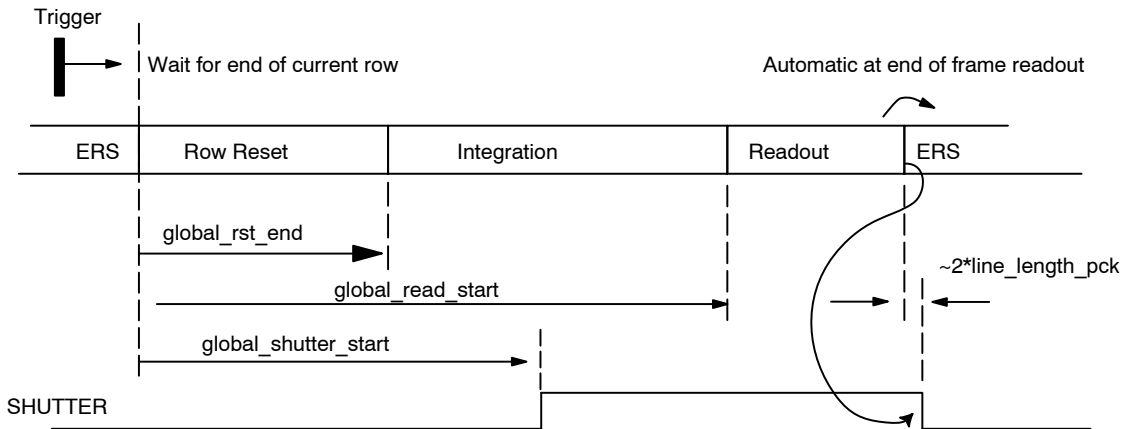 Trigger
Wait for end of current row
Automatic at end of frame readout
ERS
Row Reset
Integration
Readout
ERS
global_rst_end
~2*line_length_pck
global_read_start
global_shutter_start
SHUTTER